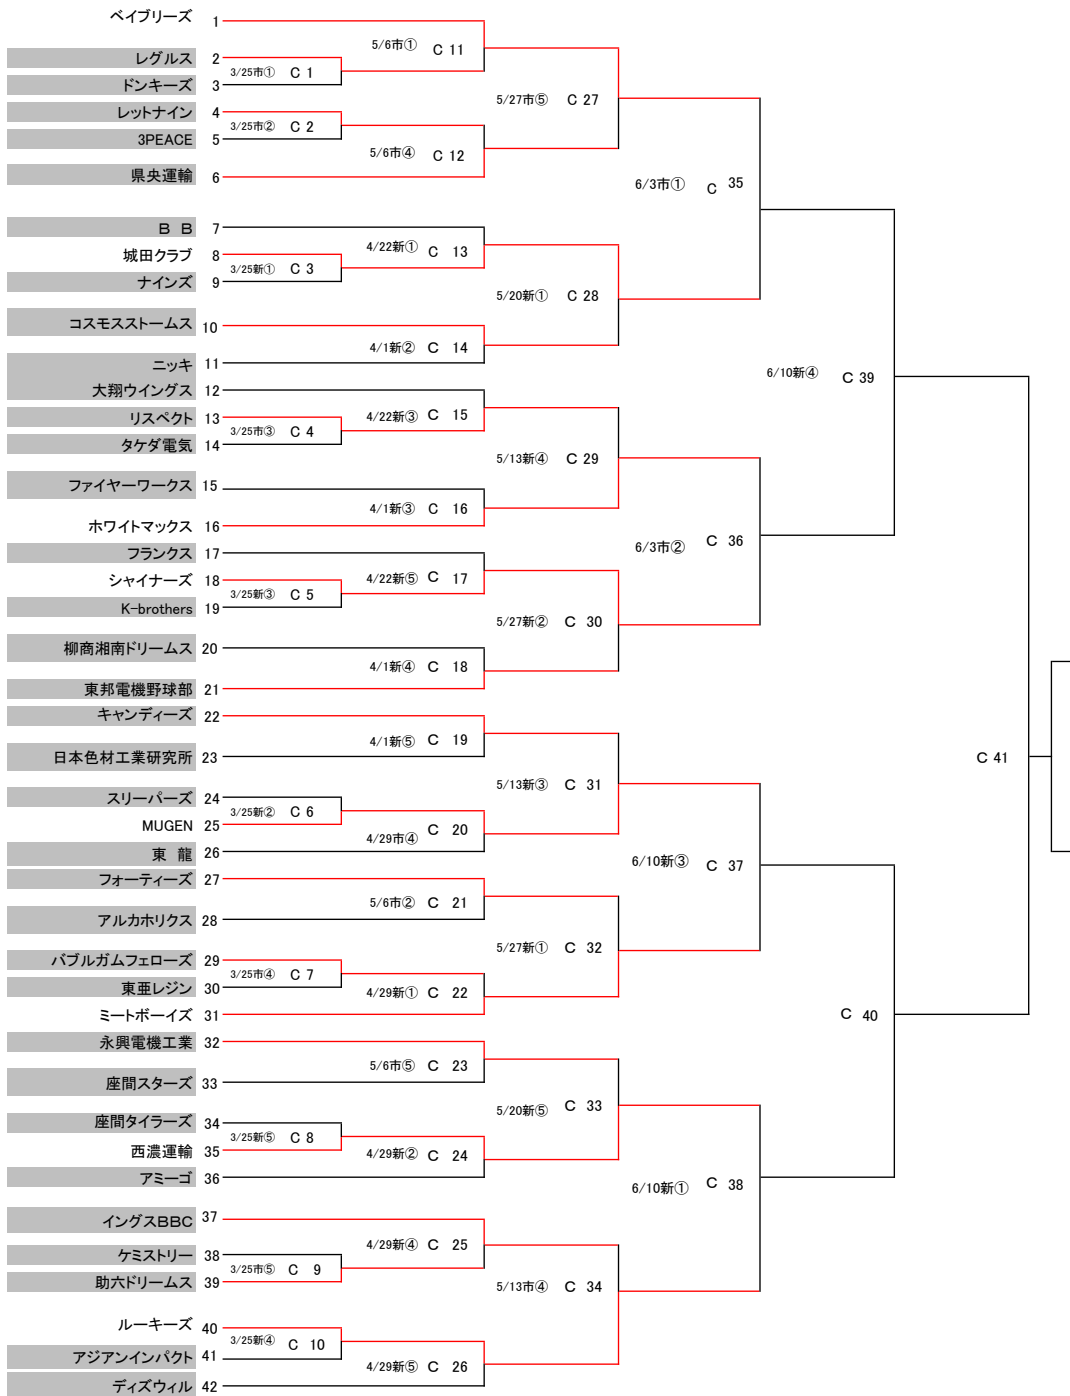 ベイブリーズ 1
5/6市① C 11
レグルス 2
3/25市① C 1
ドンキーズ 3
5/27市⑤ C 27
レットナイン 4
3/25市② C 2
3PEACE 5
5/6市④ C 12
県央運輸 6
6/3市① C 35
B B 7
4/22新① C 13
城田クラブ 8
3/25新① C 3
ナインズ 9
5/20新① C 28
コスモスストームス 10
4/1新② C 14
ニッキ 11
6/10新④ C 39
大翔ウイングス 12
4/22新③ C 15
リスペクト 13
3/25市③ C 4
タケダ電気 14
5/13新④ C 29
ファイヤーワークス 15
4/1新③ C 16
ホワイトマックス 16
6/3市② C 36
フランクス 17
4/22新⑤ C 17
シャイナーズ 18
3/25新③ C 5
K-brothers 19
5/27新② C 30
柳商湘南ドリームス 20
4/1新④ C 18
東邦電機野球部 21
キャンディーズ 22
4/1新⑤ C 19
日本色材工業研究所 23
C 41
5/13新③ C 31
スリーパーズ 24
3/25新② C 6
MUGEN 25
4/29市④ C 20
東 龍 26
6/10新③ C 37
フォーティーズ 27
5/6市② C 21
アルカホリクス 28
5/27新① C 32
バブルガムフェローズ 29
3/25市④ C 7
東亜レジン 30
4/29新① C 22
ミートボーイズ 31
C 40
永興電機工業 32
5/6市⑤ C 23
座間スターズ 33
5/20新⑤ C 33
座間タイラーズ 34
3/25新⑤ C 8
西濃運輸 35
4/29新② C 24
アミーゴ 36
6/10新① C 38
イングスBBC 37
4/29新④ C 25
ケミストリー 38
3/25市⑤ C 9
助六ドリームス 39
5/13市④ C 34
ルーキーズ 40
3/25新④ C 10
アジアンインパクト 41
4/29新⑤ C 26
ディズウィル 42